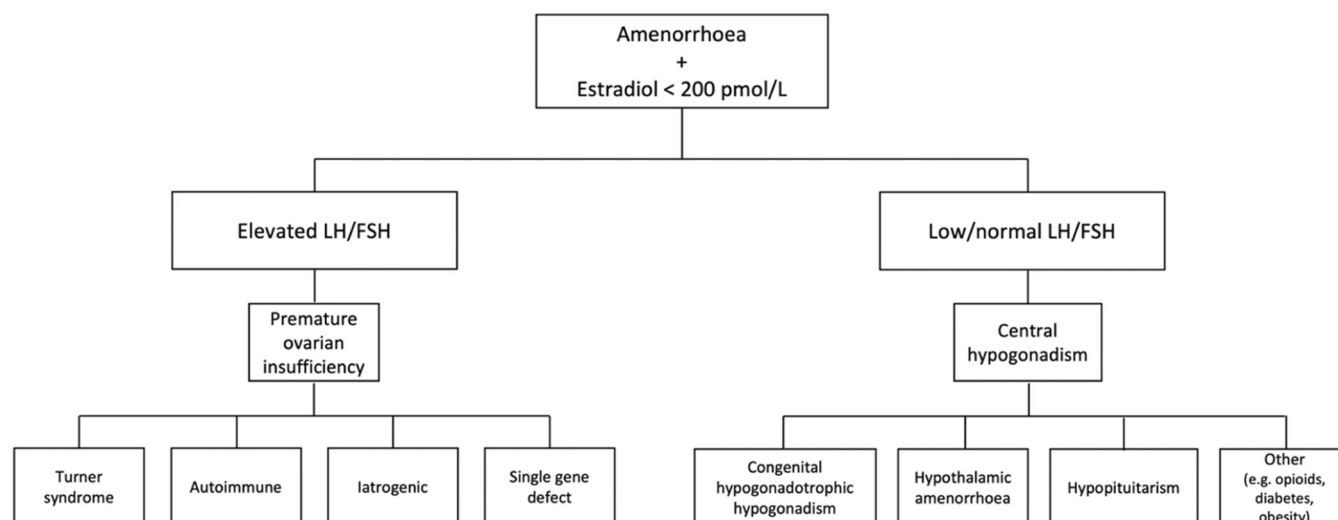 Amenorrhoea
+
Estradiol < 200 pmol/L
Elevated LH/FSH
Low/normal LH/FSH
Premature
ovarian
insufficiency
Central
hypogonadism
Turner
syndrome
Autoimmune
Iatrogenic
Single gene
defect
Congenital
hypogonadotrophic
hypogonadism
Hypothalamic
amenorrhoea
Hypopituitarism
Other
(e.g. opioids,
diabetes,
obesity)